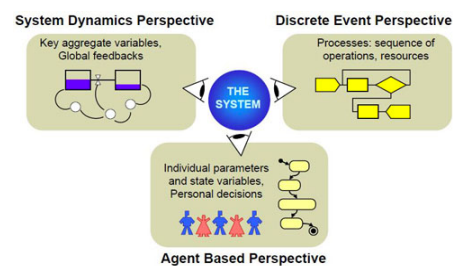 System Dynamics Perspective
Key aggregate variables,
Global feedbacks
Discrete Event Perspective
Processes: sequence of
operations, resources
THE
SYSTEM
Individual parameters
and state variables,
Personal decisions
Agent Based Perspective